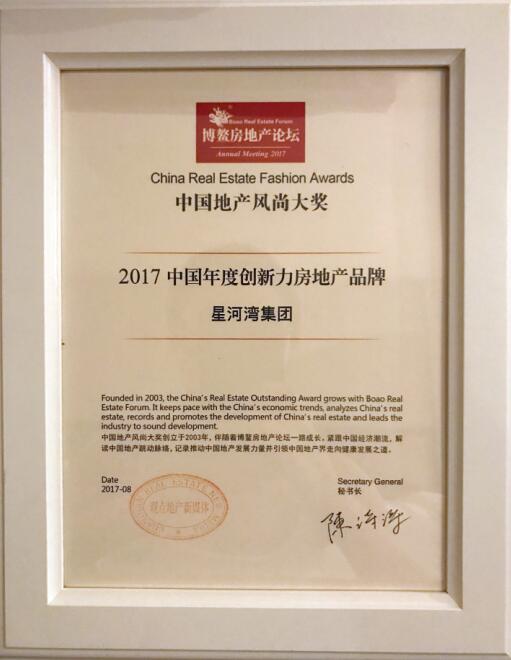 Boao Real Estate Forum
博鳌房地产论坛
Annual Meeting 2017
China Real Estate Fashion Awards
中国地产风尚大奖
2017 中国年度创新力房地产品牌
星河湾集团
Founded in 2003, the China's Real Estate Outstanding Award grows with Boao Real
Estate Forum. It keeps pace with the China's economic trends, analyzes China's real
estate, records and promotes the development of China's real estate and leads the
industry to sound development.
中国地产风尚大奖创立于2003年，伴随着博鳌房地产论坛一路成长，紧跟中国经济潮流，解
读中国地产跳动脉络，记录推动中国地产发展力量并引领中国地产界走向健康发展之道。
Date
2017-08
REAL ESTATE NEW MEDIA
观点地产新媒体
Secretary General
秘书长